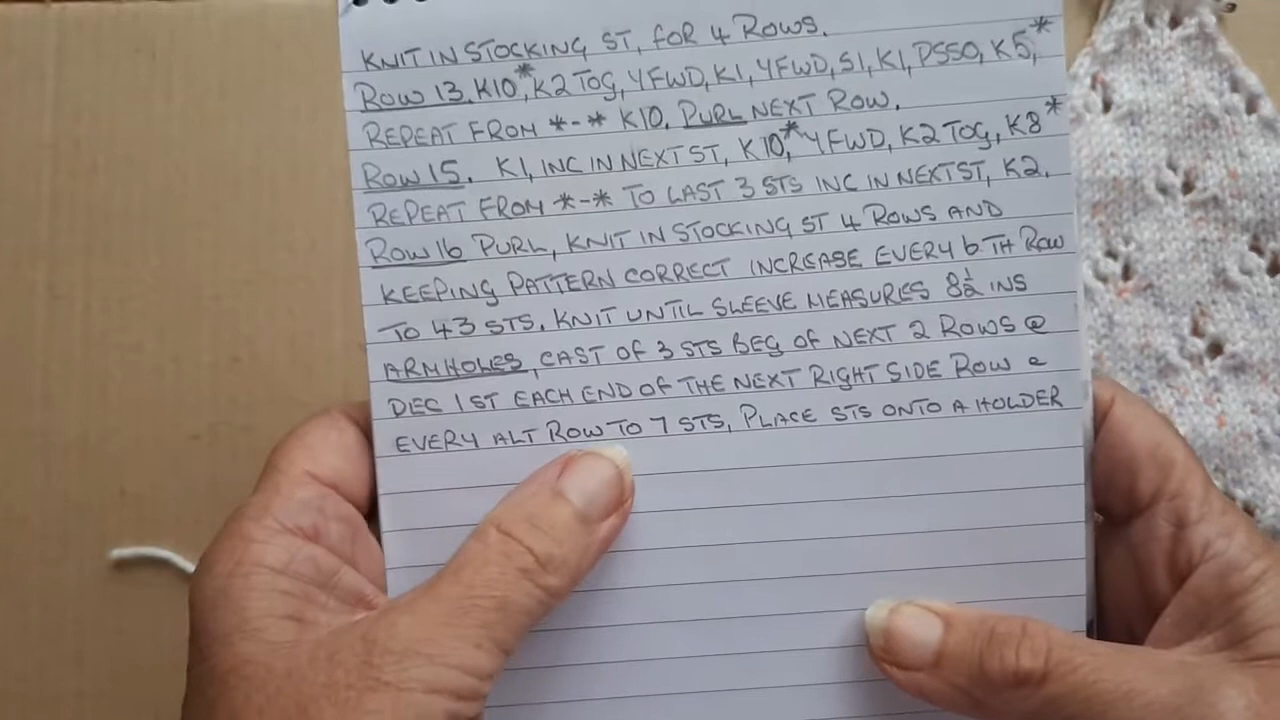 KNIT IN STOCKING ST, FOR 4 ROWS.
ROW 13. K10,* K2 TOG, YFWD, K1, YFWD, S1, K1, PSSO, K5,*
REPEAT FROM *-* K10. PURL NEXT ROW.
ROW 15. K1, INC IN NEXT ST, K10,* YFWD, K2 TOG, K8*
REPEAT FROM *-* TO LAST 3 STS INC IN NEXT ST, K2.
ROW 16 PURL, KNIT IN STOCKING ST 4 ROWS AND
KEEPING PATTERN CORRECT INCREASE EVERY 6.TH ROW
TO 43 STS. KNIT UNTIL SLEEVE MEASURES 8½ INS
ARMHOLES, CAST OF 3 STS BEG OF NEXT 2 ROWS @
DEC 1 ST EACH END OF THE NEXT RIGHT SIDE ROW e
EVERY ALT ROW TO 7 STS, PLACE STS ONTO A HOLDER